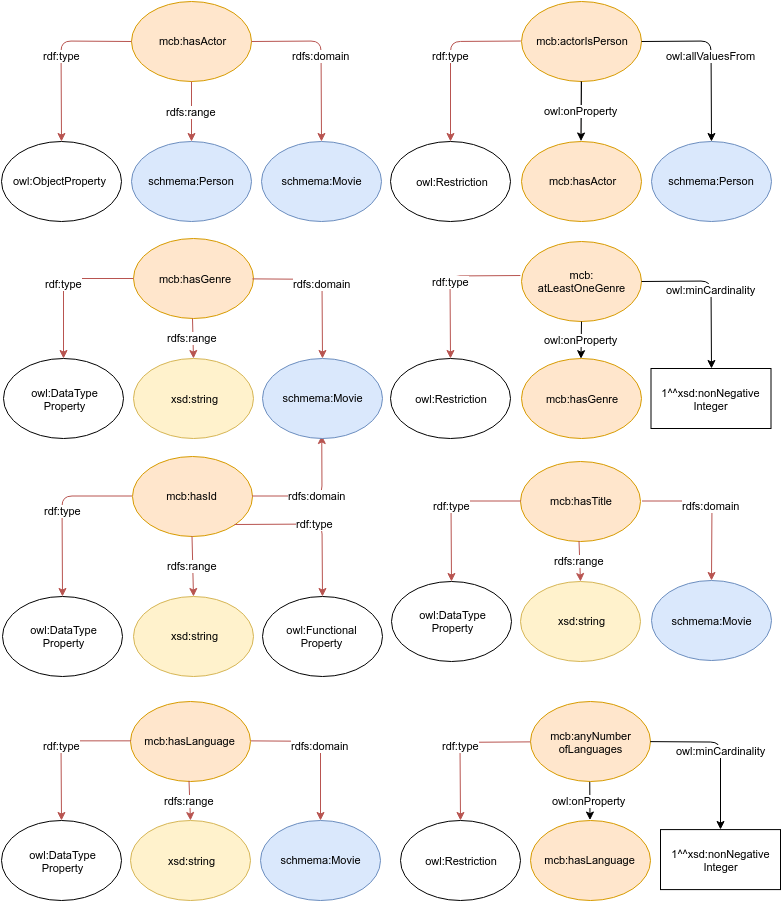 mcb:hasActor
rdf:type
rdfs:domain
rdfs:range
owl:ObjectProperty
schmema:Person
schmema:Movie
mcb:actorIsPerson
rdf:type
owl:allValuesFrom
owl:onProperty
owl:Restriction
mcb:hasActor
schmema:Person
mcb:hasGenre
rdf:type
rdfs:domain
rdfs:range
owl:DataType
Property
xsd:string
schmema:Movie
mcb:
atLeastOneGenre
rdf:type
owl:minCardinality
owl:onProperty
owl:Restriction
mcb:hasGenre
1^^xsd:nonNegative
Integer
mcb:hasId
rdf:type
rdfs:domain
rdf:type
rdfs:range
owl:DataType
Property
xsd:string
owl:Functional
Property
mcb:hasTitle
rdf:type
rdfs:domain
rdfs:range
owl:DataType
Property
xsd:string
schmema:Movie
mcb:hasLanguage
rdf:type
rdfs:domain
rdfs:range
owl:DataType
Property
xsd:string
schmema:Movie
mcb:anyNumber
ofLanguages
rdf:type
owl:minCardinality
owl:onProperty
owl:Restriction
mcb:hasLanguage
1^^xsd:nonNegative
Integer